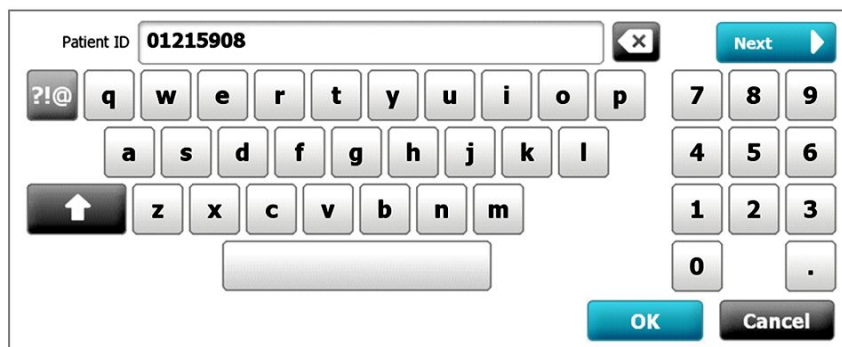 Patient ID 01215908 Next
?!@ q w e r t y u i o p 7 8 9
a s d f g h j k l 4 5 6
z x c v b n m 1 2 3
0 .
OK Cancel